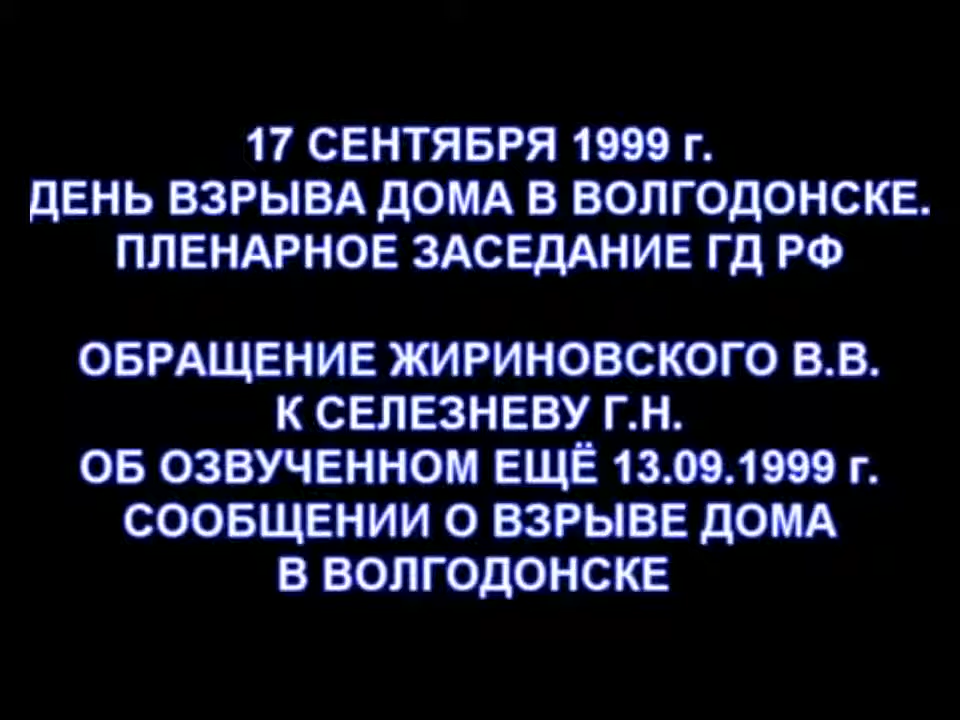 17 СЕНТЯБРЯ 1999 г.
ДЕНЬ ВЗРЫВА ДОМА В ВОЛГОДОНСКЕ.
ПЛЕНАРНОЕ ЗАСЕДАНИЕ ГД РФ
ОБРАЩЕНИЕ ЖИРИНОВСКОГО В.В.
К СЕЛЕЗНЕВУ Г.Н.
ОБ ОЗВУЧЕННОМ ЕЩЁ 13.09.1999 г.
СООБЩЕНИИ О ВЗРЫВЕ ДОМА
В ВОЛГОДОНСКЕ